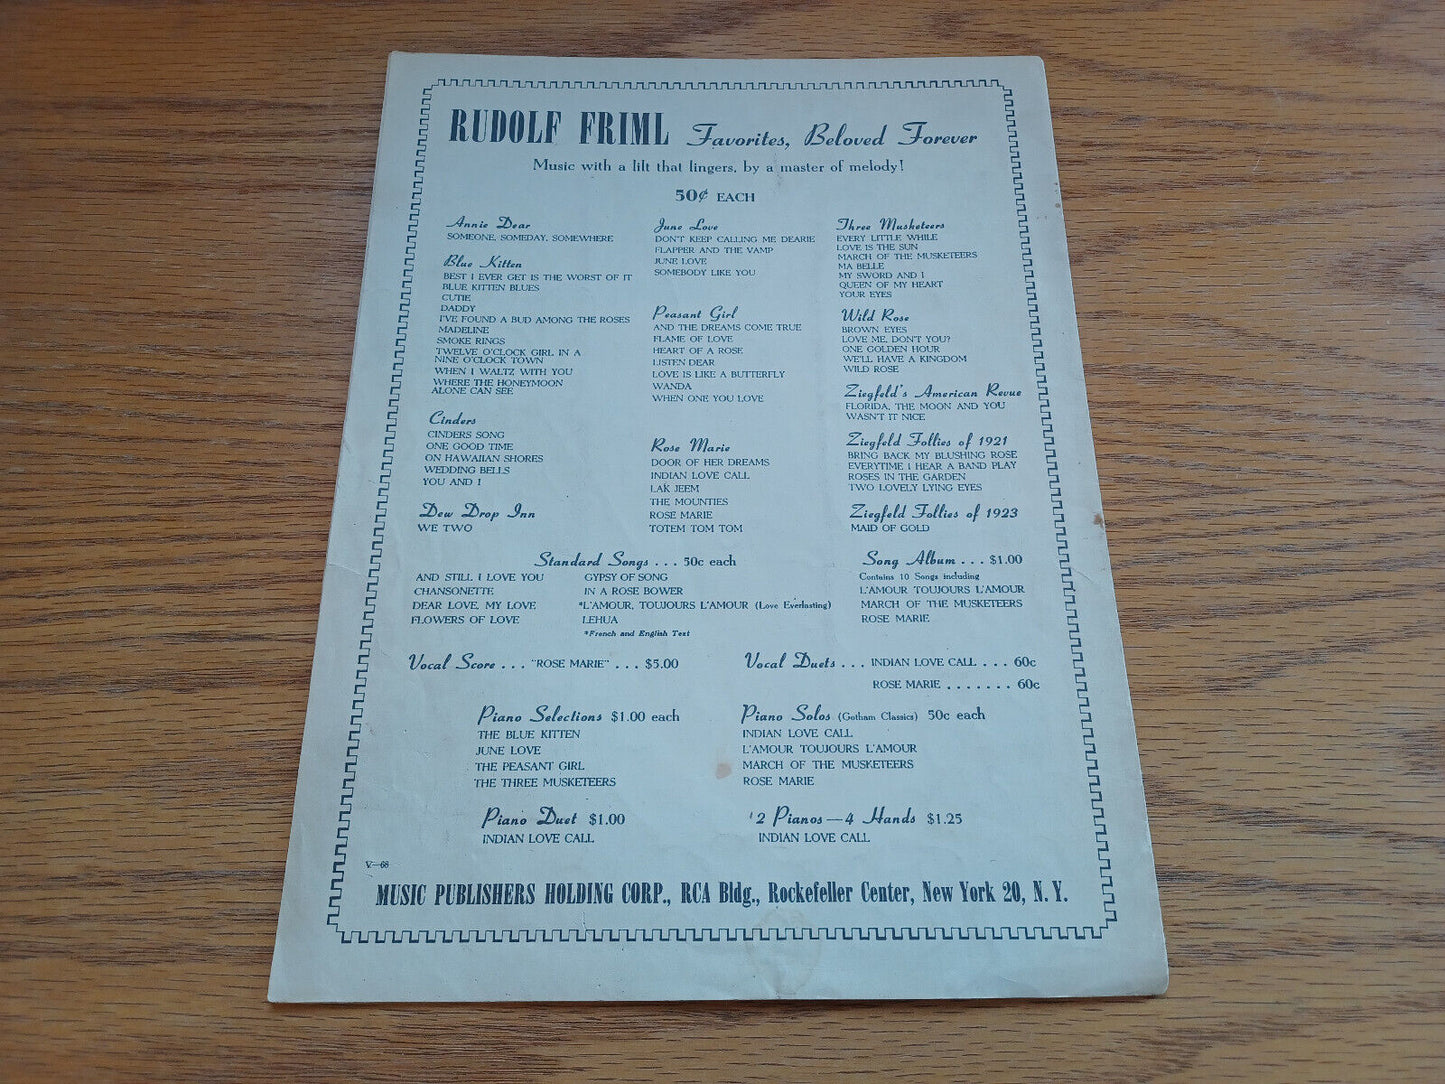 RUDOLF FRIML Favorites, Beloved Forever
Music with a lilt that lingers, by a master of melody!
50¢ EACH
Annie Dear
SOMEONE, SOMEDAY, SOMEWHERE
Blue Kitten
BEST I EVER GET IS THE WORST OF IT
BLUE KITTEN BLUES
CUTIE
DADDY
I'VE FOUND A BUD AMONG THE ROSES
MADELINE
SMOKE RINGS
TWELVE O'CLOCK GIRL IN A
NINE O'CLOCK TOWN
WHEN I WALTZ WITH YOU
WHERE THE HONEYMOON
ALONE CAN SEE
Cinders
CINDERS SONG
ONE GOOD TIME
ON HAWAIIAN SHORES
WEDDING BELLS
YOU AND I
Dew Drop Inn
WE TWO
June Love
DON'T KEEP CALLING ME DEARIE
FLAPPER AND THE VAMP
JUNE LOVE
SOMEBODY LIKE YOU
Peasant Girl
AND THE DREAMS COME TRUE
FLAME OF LOVE
HEART OF A ROSE
LISTEN DEAR
LOVE IS LIKE A BUTTERFLY
WANDA
WHEN ONE YOU LOVE
Rose Marie
DOOR OF HER DREAMS
INDIAN LOVE CALL
LAK JEEM
THE MOUNTIES
ROSE MARIE
TOTEM TOM TOM
Three Musketeers
EVERY LITTLE WHILE
LOVE IS THE SUN
MARCH OF THE MUSKETEERS
MA BELLE
MY SWORD AND I
QUEEN OF MY HEART
YOUR EYES
Wild Rose
BROWN EYES
LOVE ME, DON'T YOU?
ONE GOLDEN HOUR
WE'LL HAVE A KINGDOM
WILD ROSE
Ziegfeld's American Revue
FLORIDA, THE MOON AND YOU
WASN'T IT NICE
Ziegfeld Follies of 1921
BRING BACK MY BLUSHING ROSE
EVERYTIME I HEAR A BAND PLAY
ROSES IN THE GARDEN
TWO LOVELY LYING EYES
Ziegfeld Follies of 1923
MAID OF GOLD
Standard Songs . . . 50c each
AND STILL I LOVE YOU
CHANSONETTE
DEAR LOVE, MY LOVE
FLOWERS OF LOVE
GYPSY OF SONG
IN A ROSE BOWER
*L'AMOUR, TOUJOURS L'AMOUR (Love Everlasting)
LEHUA
*French and English Text
Song Album . . . $1.00
Contains 10 Songs including
L'AMOUR TOUJOURS L'AMOUR
MARCH OF THE MUSKETEERS
ROSE MARIE
Vocal Score . . . "ROSE MARIE" . . . $5.00
Vocal Duets . . . INDIAN LOVE CALL . . . . 60c
ROSE MARIE . . . . . . . 60c
Piano Selections $1.00 each
THE BLUE KITTEN
JUNE LOVE
THE PEASANT GIRL
THE THREE MUSKETEERS
Piano Solos (Gotham Classics) 50c each
INDIAN LOVE CALL
L'AMOUR TOUJOURS L'AMOUR
MARCH OF THE MUSKETEERS
ROSE MARIE
Piano Duet $1.00
INDIAN LOVE CALL
2 Pianos—4 Hands $1.25
INDIAN LOVE CALL
V—68
MUSIC PUBLISHERS HOLDING CORP., RCA Bldg., Rockefeller Center, New York 20, N. Y.